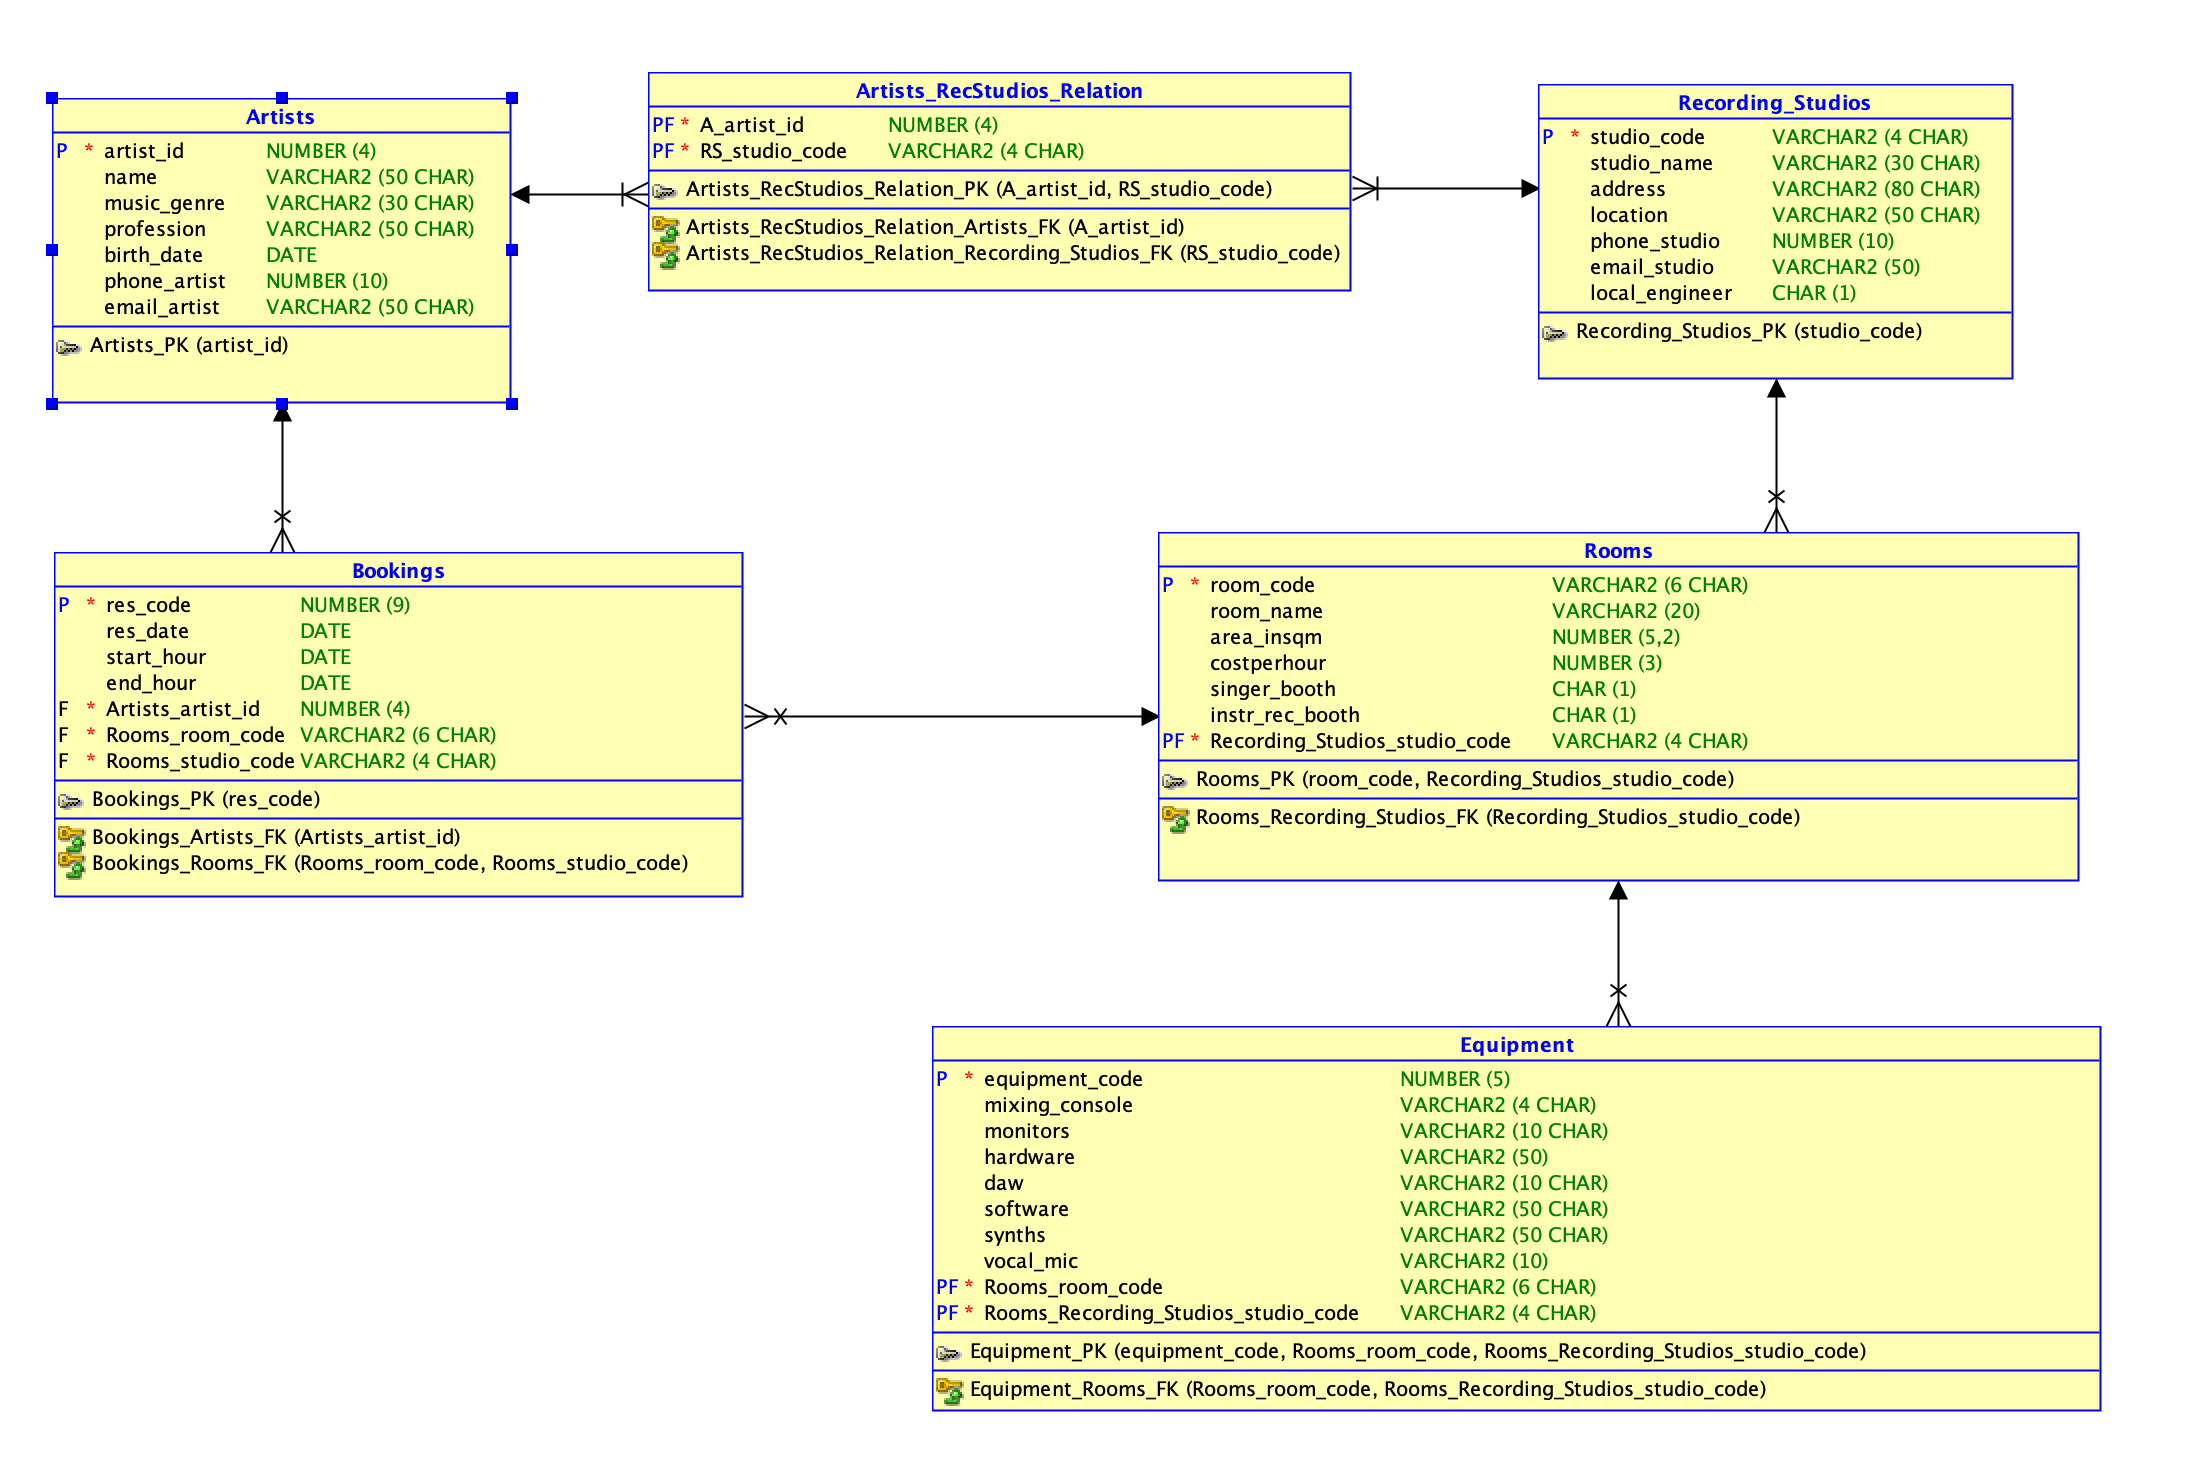 Artists
P * artist_id NUMBER (4)
name VARCHAR2 (50 CHAR)
music_genre VARCHAR2 (30 CHAR)
profession VARCHAR2 (50 CHAR)
birth_date DATE
phone_artist NUMBER (10)
email_artist VARCHAR2 (50 CHAR)
Artists_PK (artist_id)
Artists_RecStudios_Relation
PF * A_artist_id NUMBER (4)
PF * RS_studio_code VARCHAR2 (4 CHAR)
Artists_RecStudios_Relation_PK (A_artist_id, RS_studio_code)
Artists_RecStudios_Relation_Artists_FK (A_artist_id)
Artists_RecStudios_Relation_Recording_Studios_FK (RS_studio_code)
Recording_Studios
P * studio_code VARCHAR2 (4 CHAR)
studio_name VARCHAR2 (30 CHAR)
address VARCHAR2 (80 CHAR)
location VARCHAR2 (50 CHAR)
phone_studio NUMBER (10)
email_studio VARCHAR2 (50)
local_engineer CHAR (1)
Recording_Studios_PK (studio_code)
Bookings
P * res_code NUMBER (9)
res_date DATE
start_hour DATE
end_hour DATE
F * Artists_artist_id NUMBER (4)
F * Rooms_room_code VARCHAR2 (6 CHAR)
F * Rooms_studio_code VARCHAR2 (4 CHAR)
Bookings_PK (res_code)
Bookings_Artists_FK (Artists_artist_id)
Bookings_Rooms_FK (Rooms_room_code, Rooms_studio_code)
Rooms
P * room_code VARCHAR2 (6 CHAR)
room_name VARCHAR2 (20)
area_insqm NUMBER (5,2)
costperhour NUMBER (3)
singer_booth CHAR (1)
instr_rec_booth CHAR (1)
PF * Recording_Studios_studio_code VARCHAR2 (4 CHAR)
Rooms_PK (room_code, Recording_Studios_studio_code)
Rooms_Recording_Studios_FK (Recording_Studios_studio_code)
Equipment
P * equipment_code NUMBER (5)
mixing_console VARCHAR2 (4 CHAR)
monitors VARCHAR2 (10 CHAR)
hardware VARCHAR2 (50)
daw VARCHAR2 (10 CHAR)
software VARCHAR2 (50 CHAR)
synths VARCHAR2 (50 CHAR)
vocal_mic VARCHAR2 (10)
PF * Rooms_room_code VARCHAR2 (6 CHAR)
PF * Rooms_Recording_Studios_studio_code VARCHAR2 (4 CHAR)
Equipment_PK (equipment_code, Rooms_room_code, Rooms_Recording_Studios_studio_code)
Equipment_Rooms_FK (Rooms_room_code, Rooms_Recording_Studios_studio_code)